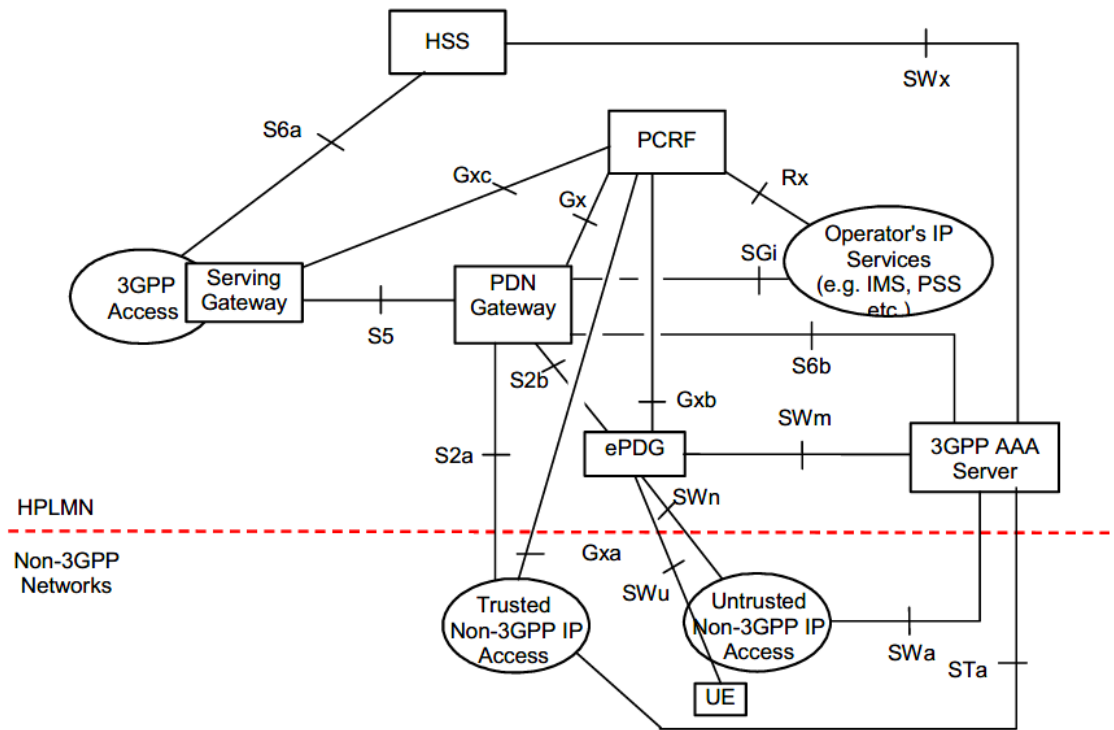 HSS
SWx
S6a
PCRF
Gxc
Rx
Gx
Operator's IP
Services
(e.g. IMS, PSS
etc.)
SGi
3GPP
Access
Serving
Gateway
PDN
Gateway
S5
S6b
S2b
Gxb
SWm
ePDG
3GPP AAA
Server
S2a
SWn
HPLMN
Non-3GPP
Networks
Gxa
SWu
Trusted
Non-3GPP IP
Access
Untrusted
Non-3GPP IP
Access
SWa
STa
UE